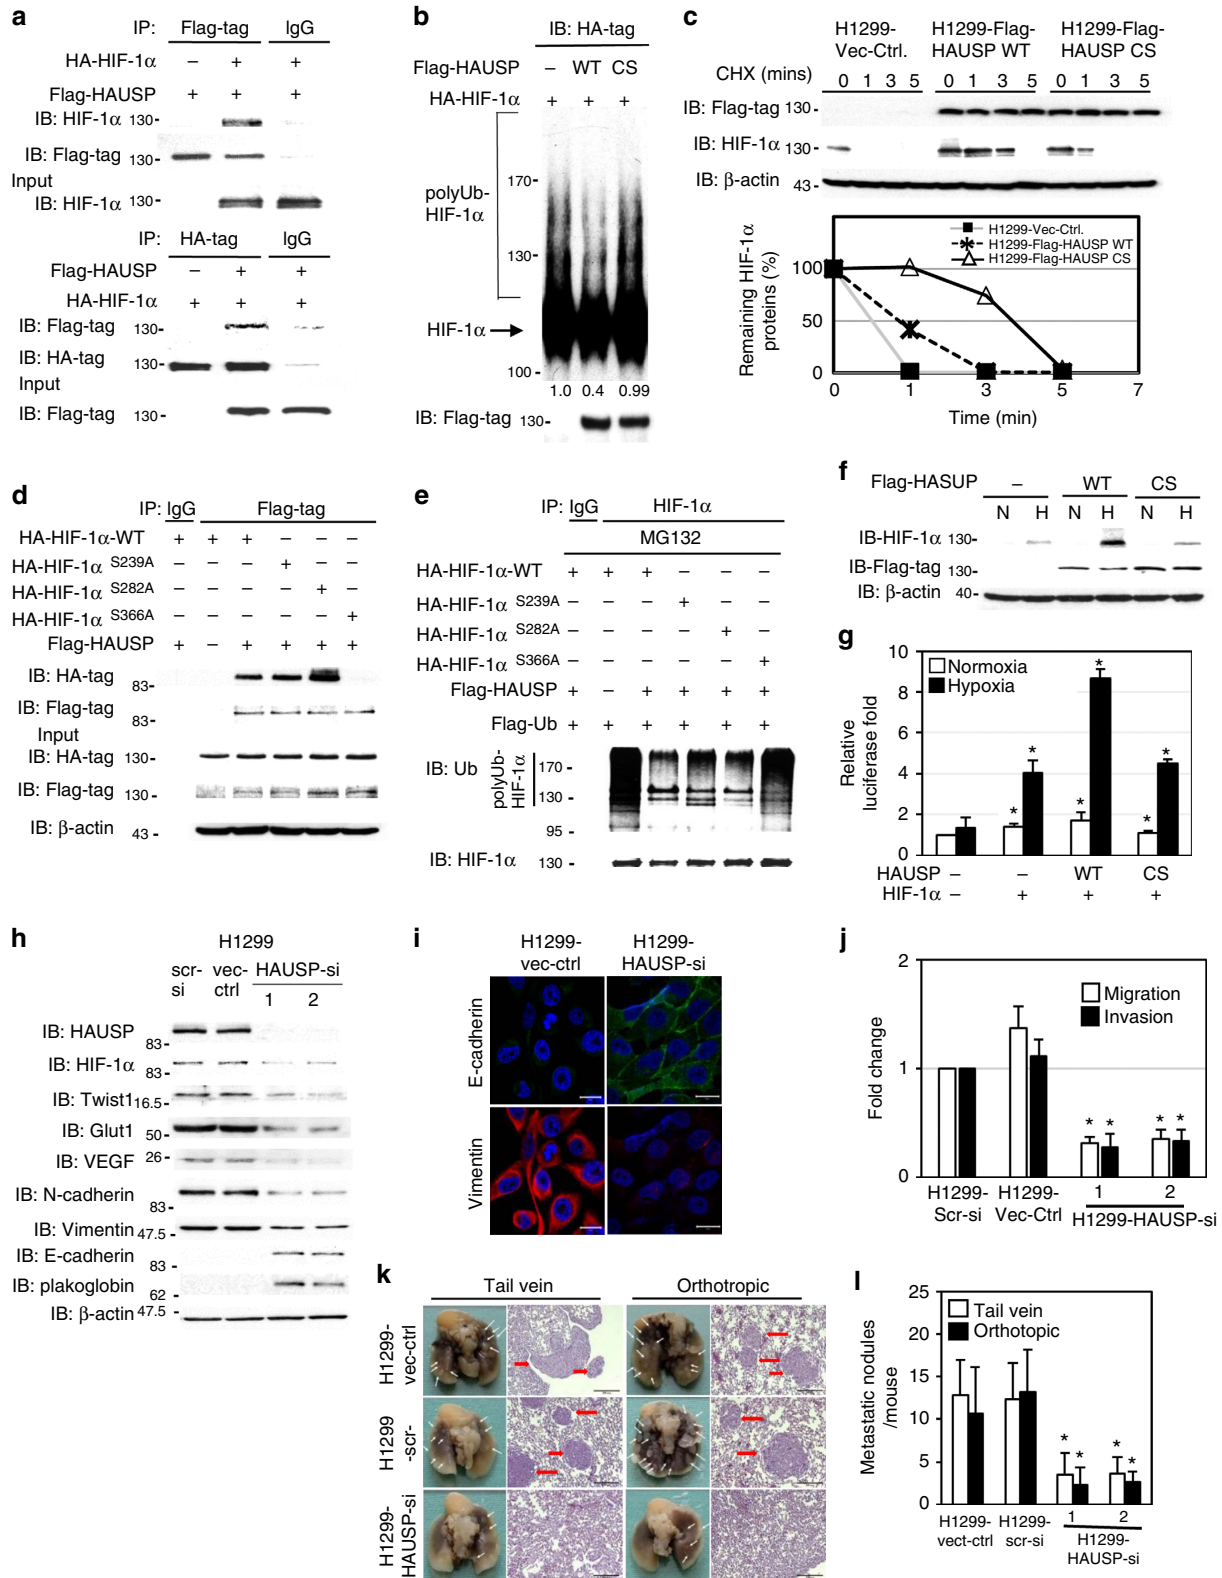 a
IP: Flag-tag IgG
HA-HIF-1α – + +
Flag-HAUSP + + +
IB: HIF-1α 130-
IB: Flag-tag 130-
Input
IB: HIF-1α 130-
IP: HA-tag IgG
Flag-HAUSP – + +
HA-HIF-1α + + +
IB: Flag-tag 130-
IB: HA-tag 130-
Input
IB: Flag-tag 130-
b
IB: HA-tag
Flag-HAUSP – WT CS
HA-HIF-1α + + +
170-
polyUb-
HIF-1α
130-
HIF-1α
100-
1.0 0.4 0.99
IB: Flag-tag 130-
c
H1299-
Vec-Ctrl.
H1299-Flag-
HAUSP WT
H1299-Flag-
HAUSP CS
CHX (mins) 0 1 3 5 0 1 3 5 0 1 3 5
IB: Flag-tag 130-
IB: HIF-1α 130-
IB: β-actin 43-
H1299-Vec-Ctrl.
H1299-Flag-HAUSP WT
H1299-Flag-HAUSP CS
Remaining HIF-1α
proteins (%)
100
50
0
0 1 3 5 7
Time (min)
d
IP: IgG Flag-tag
HA-HIF-1α-WT + + + – – –
HA-HIF-1α S239A – – – + – –
HA-HIF-1α S282A – – – – + –
HA-HIF-1α S366A – – – – – +
Flag-HAUSP + – + + + +
IB: HA-tag 83-
IB: Flag-tag 83-
Input
IB: HA-tag 130-
IB: Flag-tag 130-
IB: β-actin 43-
e
IP: IgG HIF-1α
MG132
HA-HIF-1α-WT + + + – – –
HA-HIF-1α S239A – – – + – –
HA-HIF-1α S282A – – – – + –
HA-HIF-1α S366A – – – – – +
Flag-HAUSP + – + + + +
Flag-Ub + + + + + +
IB: Ub
polyUb-
HIF-1α
170-
130-
95-
IB: HIF-1α 130-
f
Flag-HASUP – WT CS
N H N H N H
IB-HIF-1α 130-
IB-Flag-tag 130-
IB: β-actin 40-
g
Normoxia
Hypoxia
Relative
luciferase fold
10
8
6
4
2
0
* * * * * *
HAUSP – – WT CS
HIF-1α – + + +
h
H1299
scr-
si
vec-
ctrl
HAUSP-si
1 2
IB: HAUSP
83-
IB: HIF-1α
83-
IB: Twist1
16.5-
IB: Glut1
50-
IB: VEGF 26-
IB: N-cadherin
83-
IB: Vimentin
47.5-
IB: E-cadherin
83-
IB: plakoglobin
62-
IB: β-actin 47.5-
i
H1299-
vec-ctrl
H1299-
HAUSP-si
E-cadherin
Vimentin
j
Migration
Invasion
Fold change
2
1
0
* * * *
H1299-
Scr-si
H1299-
Vec-Ctrl
1 2
H1299-HAUSP-si
k
Tail vein Orthotropic
H1299-
vec-ctrl
H1299
-scr-
H1299-
HAUSP-si
l
Tail vein
Orthotopic
Metastatic nodules
/mouse
25
20
15
10
5
0
* * * *
H1299-
vect-ctrl
H1299-
scr-si
1 2
H1299-
HAUSP-si